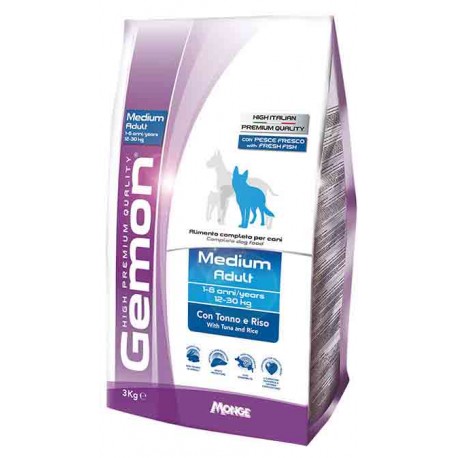 Gemon®
HIGH PREMIUM QUALITY
Medium
Adult
1-6 anni/years
12-30 kg
3Kg e
HIGH ITALIAN
PREMIUM QUALITY
con PESCE FRESCO
with FRESH FISH
Alimento completo per cani
Complete dog food
Medium
Adult
1-6 anni/years
12-30 kg
Con Tonno e Riso
With Tuna and Rice
MONGE